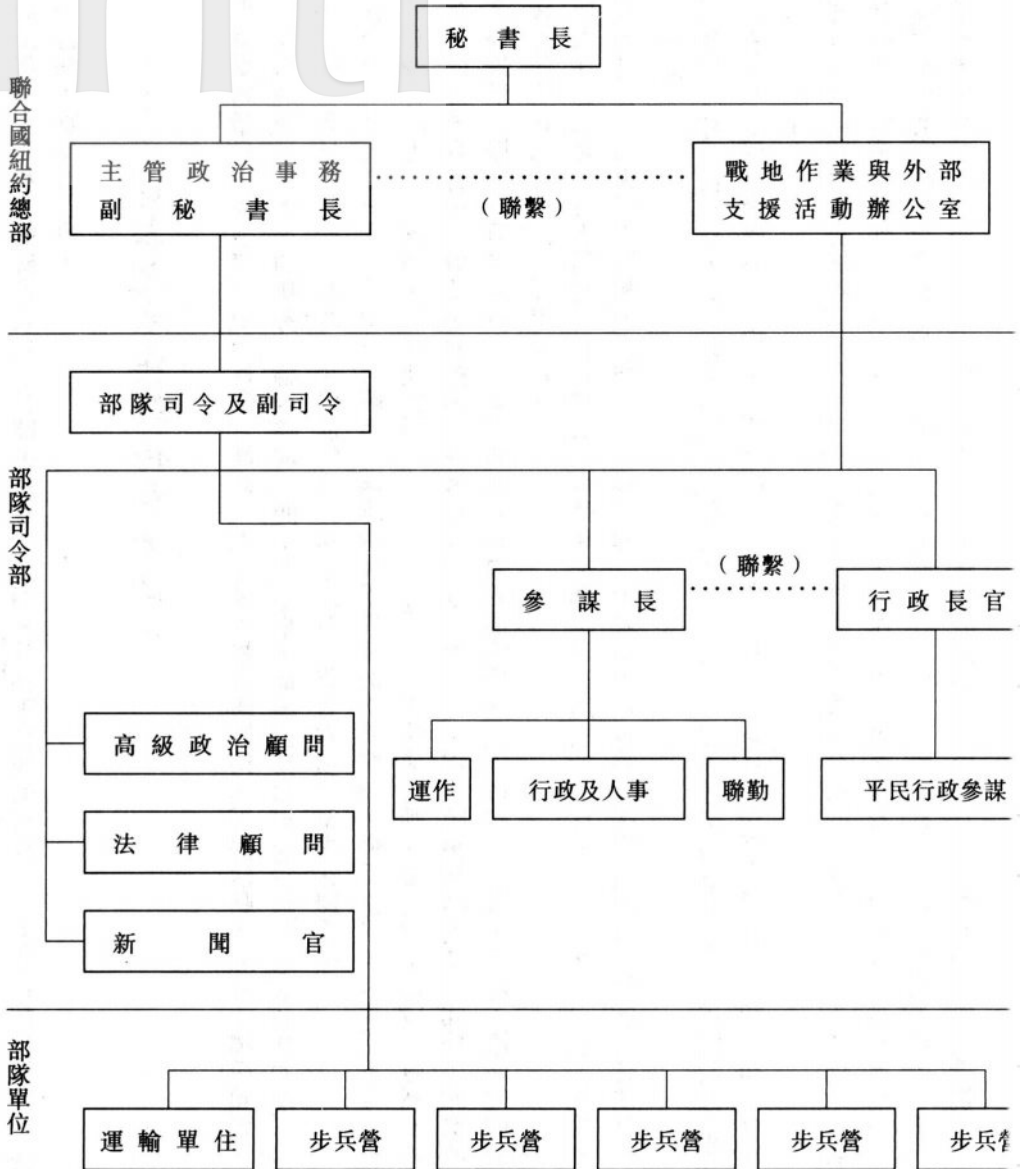 秘書長
聯合國紐約總部
主管政治事務
副秘書長
（聯繫）
戰地作業與外部
支援活動辦公室
部隊司令及副司令
部隊司令部
參謀長
（聯繫）
行政長官
高級政治顧問
法律顧問
新聞官
運作
行政及人事
聯勤
平民行政參謀
部隊單位
運輸單住
步兵營
步兵營
步兵營
步兵營
步兵